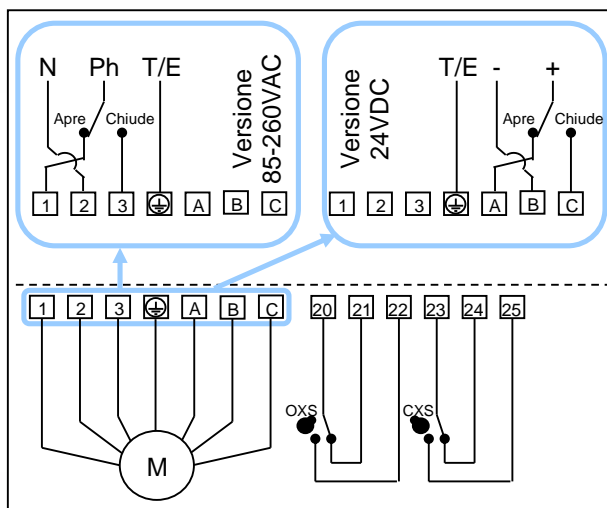 N Ph T/E
Apre Chiude
Versione
85-260VAC
1 2 3 A B C
Versione
24VDC
T/E - +
Apre Chiude
1 2 3 A B C
1 2 3 A B C 20 21 22 23 24 25
OXS CXS
M